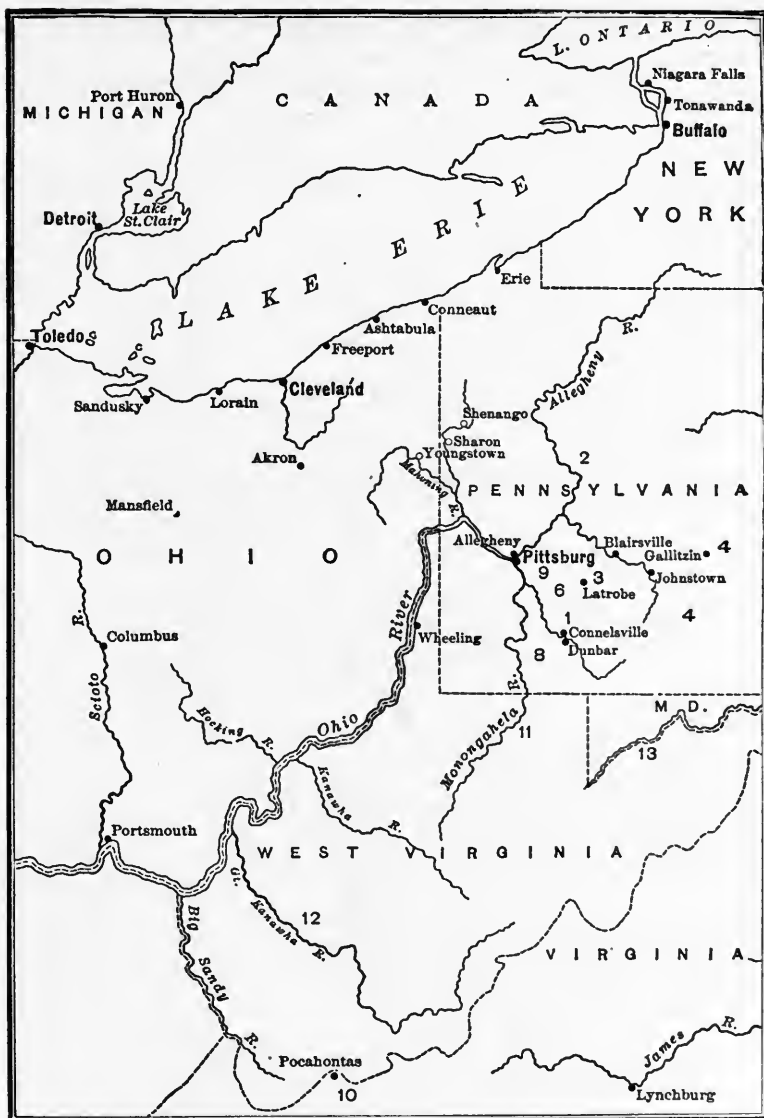 L. ONTARIO
Niagara Falls
Port Huron
CANADA
MICHIGAN
Tonawanda
Buffalo
NEW
YORK
Lake
St. Clair
Detroit
LAKE ERIE
Erie
Conneaut
Ashtabula
Toledo
Freeport
Cleveland
Sandusky
Lorain
Allegheny R.
Shenango
Sharon
Youngstown
Akron
Mahoning R.
2
PENNSYLVANIA
Mansfield
OHIO
Allegheny
Pittsburg
Blairsville
Gallitzin
4
9
6
3
Latrobe
Johnstown
4
1
Connelsville
Dunbar
8
Columbus
Scioto R.
Wheeling
Ohio River
Hocking R.
Monongahela R.
11
MD.
13
Kanawha R.
Portsmouth
WEST VIRGINIA
Gt. Kanawha R.
12
Big Sandy R.
VIRGINIA
Pocahontas
10
James R.
Lynchburg